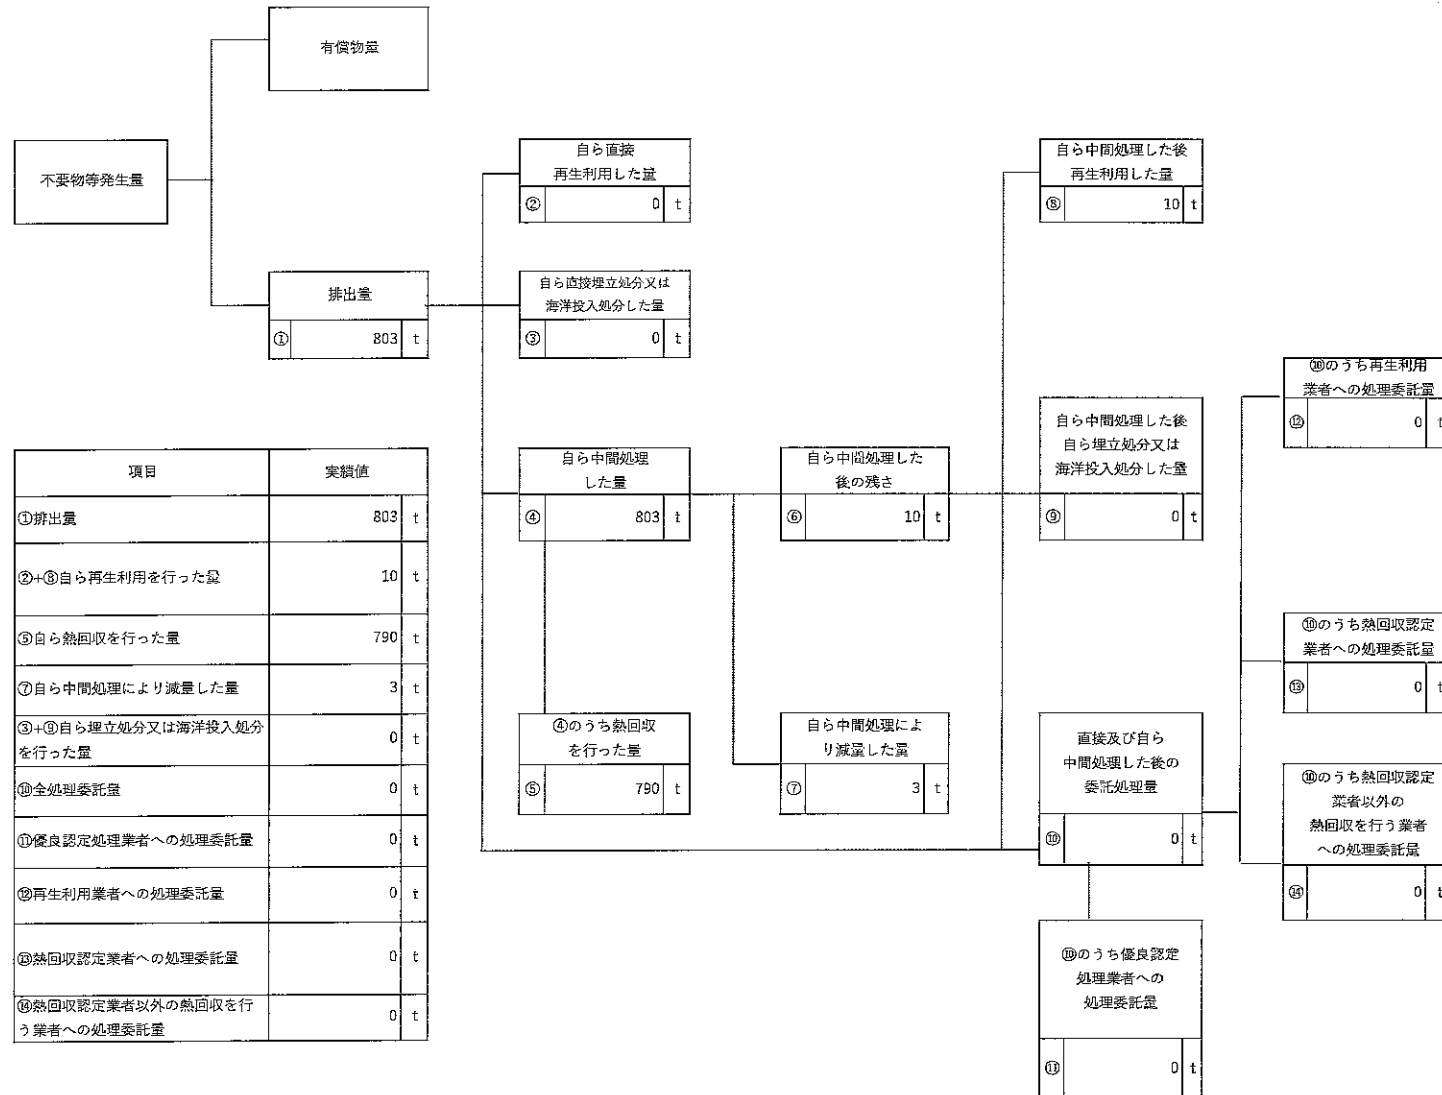 有償物量
不要物等発生量
排出量
① 803 t
自ら直接
再生利用した量
② 0 t
自ら直接埋立処分又は
海洋投入処分した量
③ 0 t
自ら中間処理
した量
④ 803 t
④のうち熱回収
を行った量
⑤ 790 t
自ら中間処理した
後の残さ
⑥ 10 t
自ら中間処理によ
り減量した量
⑦ 3 t
自ら中間処理した後
再生利用した量
⑧ 10 t
自ら中間処理した後
自ら埋立処分又は
海洋投入処分した量
⑨ 0 t
直接及び自ら
中間処理した後の
委託処理量
⑩ 0 t
⑩のうち優良認定
処理業者への
処理委託量
⑪ 0 t
⑩のうち再生利用
業者への処理委託量
⑫ 0 t
⑩のうち熱回収認定
業者への処理委託量
⑬ 0 t
⑩のうち熱回収認定
業者以外の
熱回収を行う業者
への処理委託量
⑭ 0 t
項目 実績値
①排出量 803 t
②+⑧自ら再生利用を行った量 10 t
⑤自ら熱回収を行った量 790 t
⑦自ら中間処理により減量した量 3 t
③+⑨自ら埋立処分又は海洋投入処分
を行った量 0 t
⑩全処理委託量 0 t
⑪優良認定処理業者への処理委託量 0 t
⑫再生利用業者への処理委託量 0 t
⑬熱回収認定業者への処理委託量 0 t
⑭熱回収認定業者以外の熱回収を行
う業者への処理委託量 0 t